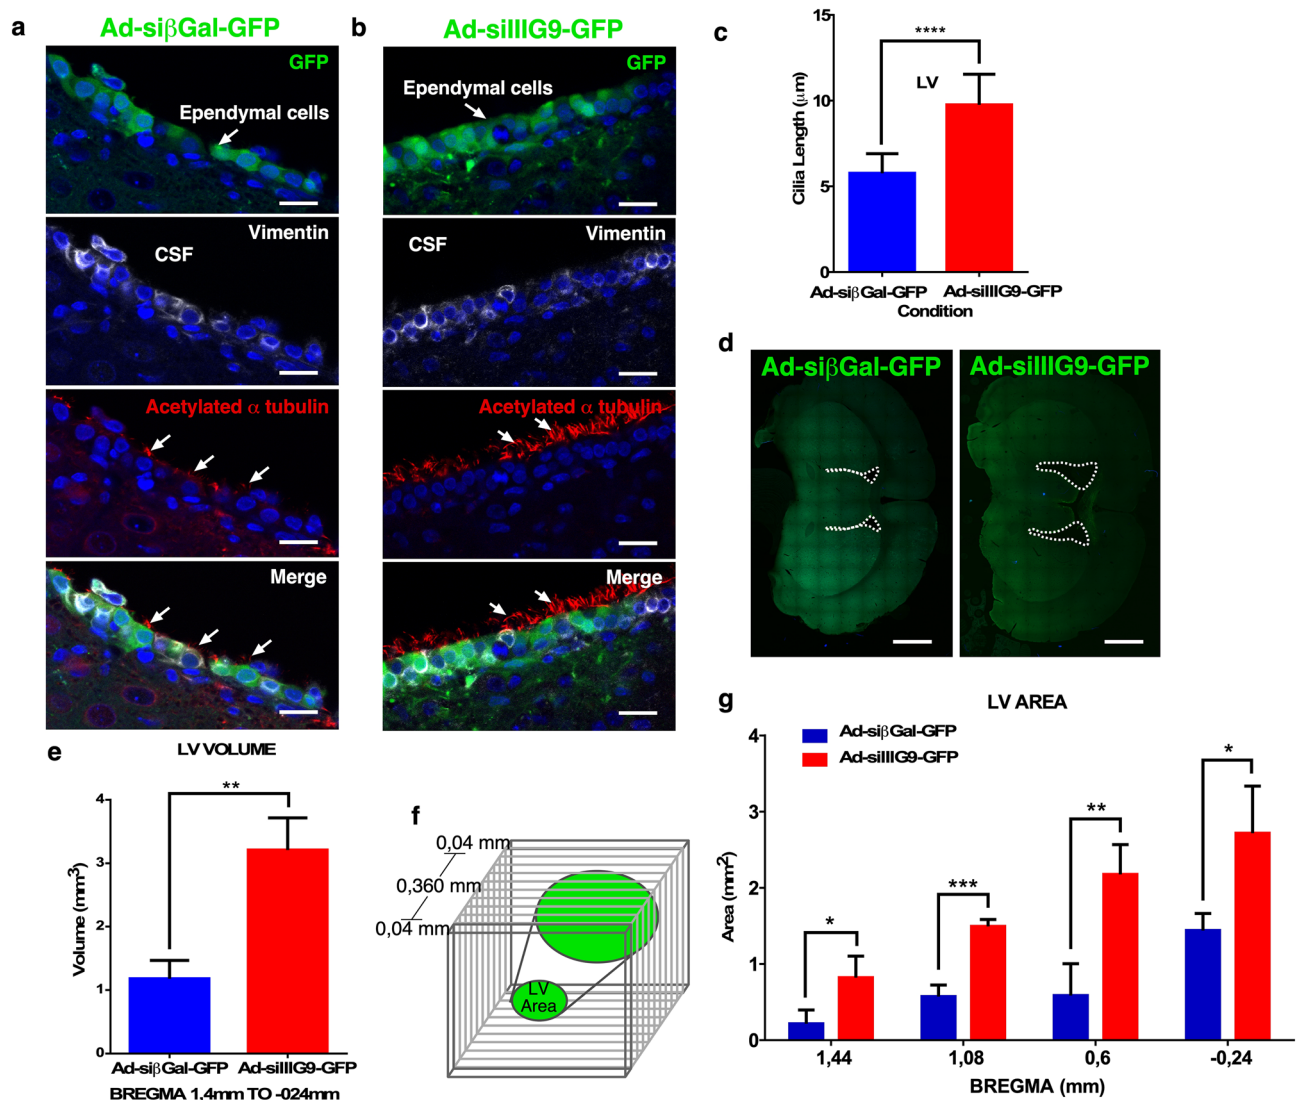 a
Ad-siβGal-GFP
GFP
Ependymal cells
Vimentin
CSF
Acetylated α tubulin
Merge
b
Ad-siIIIG9-GFP
GFP
Ependymal cells
Vimentin
CSF
Acetylated α tubulin
Merge
c
15
10
5
0
Cilia Length (μm)
****
LV
Ad-siβGal-GFP
Ad-siIIIG9-GFP
Condition
d
Ad-siβGal-GFP
Ad-siIIIG9-GFP
e
LV VOLUME
**
4
3
2
1
0
Volume (mm3)
Ad-siβGal-GFP
Ad-siIIIG9-GFP
BREGMA 1,4mm TO -024mm
f
0,04 mm
0,360 mm
0,04 mm
LV
Area
g
LV AREA
Ad-siβGal-GFP
Ad-siIIIG9-GFP
4
3
2
1
0
Area (mm2)
*
***
**
*
1,44
1,08
0,6
-0,24
BREGMA (mm)